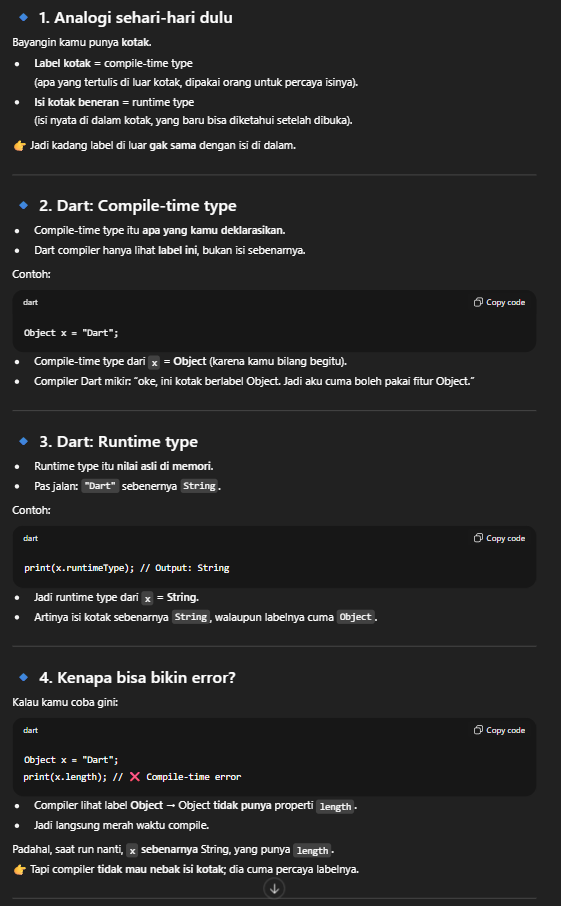 1. Analogi sehari-hari dulu
Bayangin kamu punya kotak.
Label kotak = compile-time type
(apa yang tertulis di luar kotak, dipakai orang untuk percaya isinya).
Isi kotak beneran = runtime type
(isi nyata di dalam kotak, yang baru bisa diketahui setelah dibuka).
👉 Jadi kadang label di luar gak sama dengan isi di dalam.
2. Dart: Compile-time type
Compile-time type itu apa yang kamu deklarasikan.
Dart compiler hanya lihat label ini, bukan isi sebenarnya.
Contoh:
dart Copy code
Object x = "Dart";
Compile-time type dari x = Object (karena kamu bilang begitu).
Compiler Dart mikir: “oke, ini kotak berlabel Object. Jadi aku cuma boleh pakai fitur Object.”
3. Dart: Runtime type
Runtime type itu nilai asli di memori.
Pas jalan: "Dart" sebenernya String.
Contoh:
dart Copy code
print(x.runtimeType); // Output: String
Jadi runtime type dari x = String.
Artinya isi kotak sebenarnya String, walaupun labelnya cuma Object.
4. Kenapa bisa bikin error?
Kalau kamu coba gini:
dart Copy code
Object x = "Dart";
print(x.length); // ❌ Compile-time error
Compiler lihat label Object → Object tidak punya properti length.
Jadi langsung merah waktu compile.
Padahal, saat run nanti, x sebenarnya String, yang punya length.
👉 Tapi compiler tidak mau nebak isi kotak; dia cuma percaya labelnya.